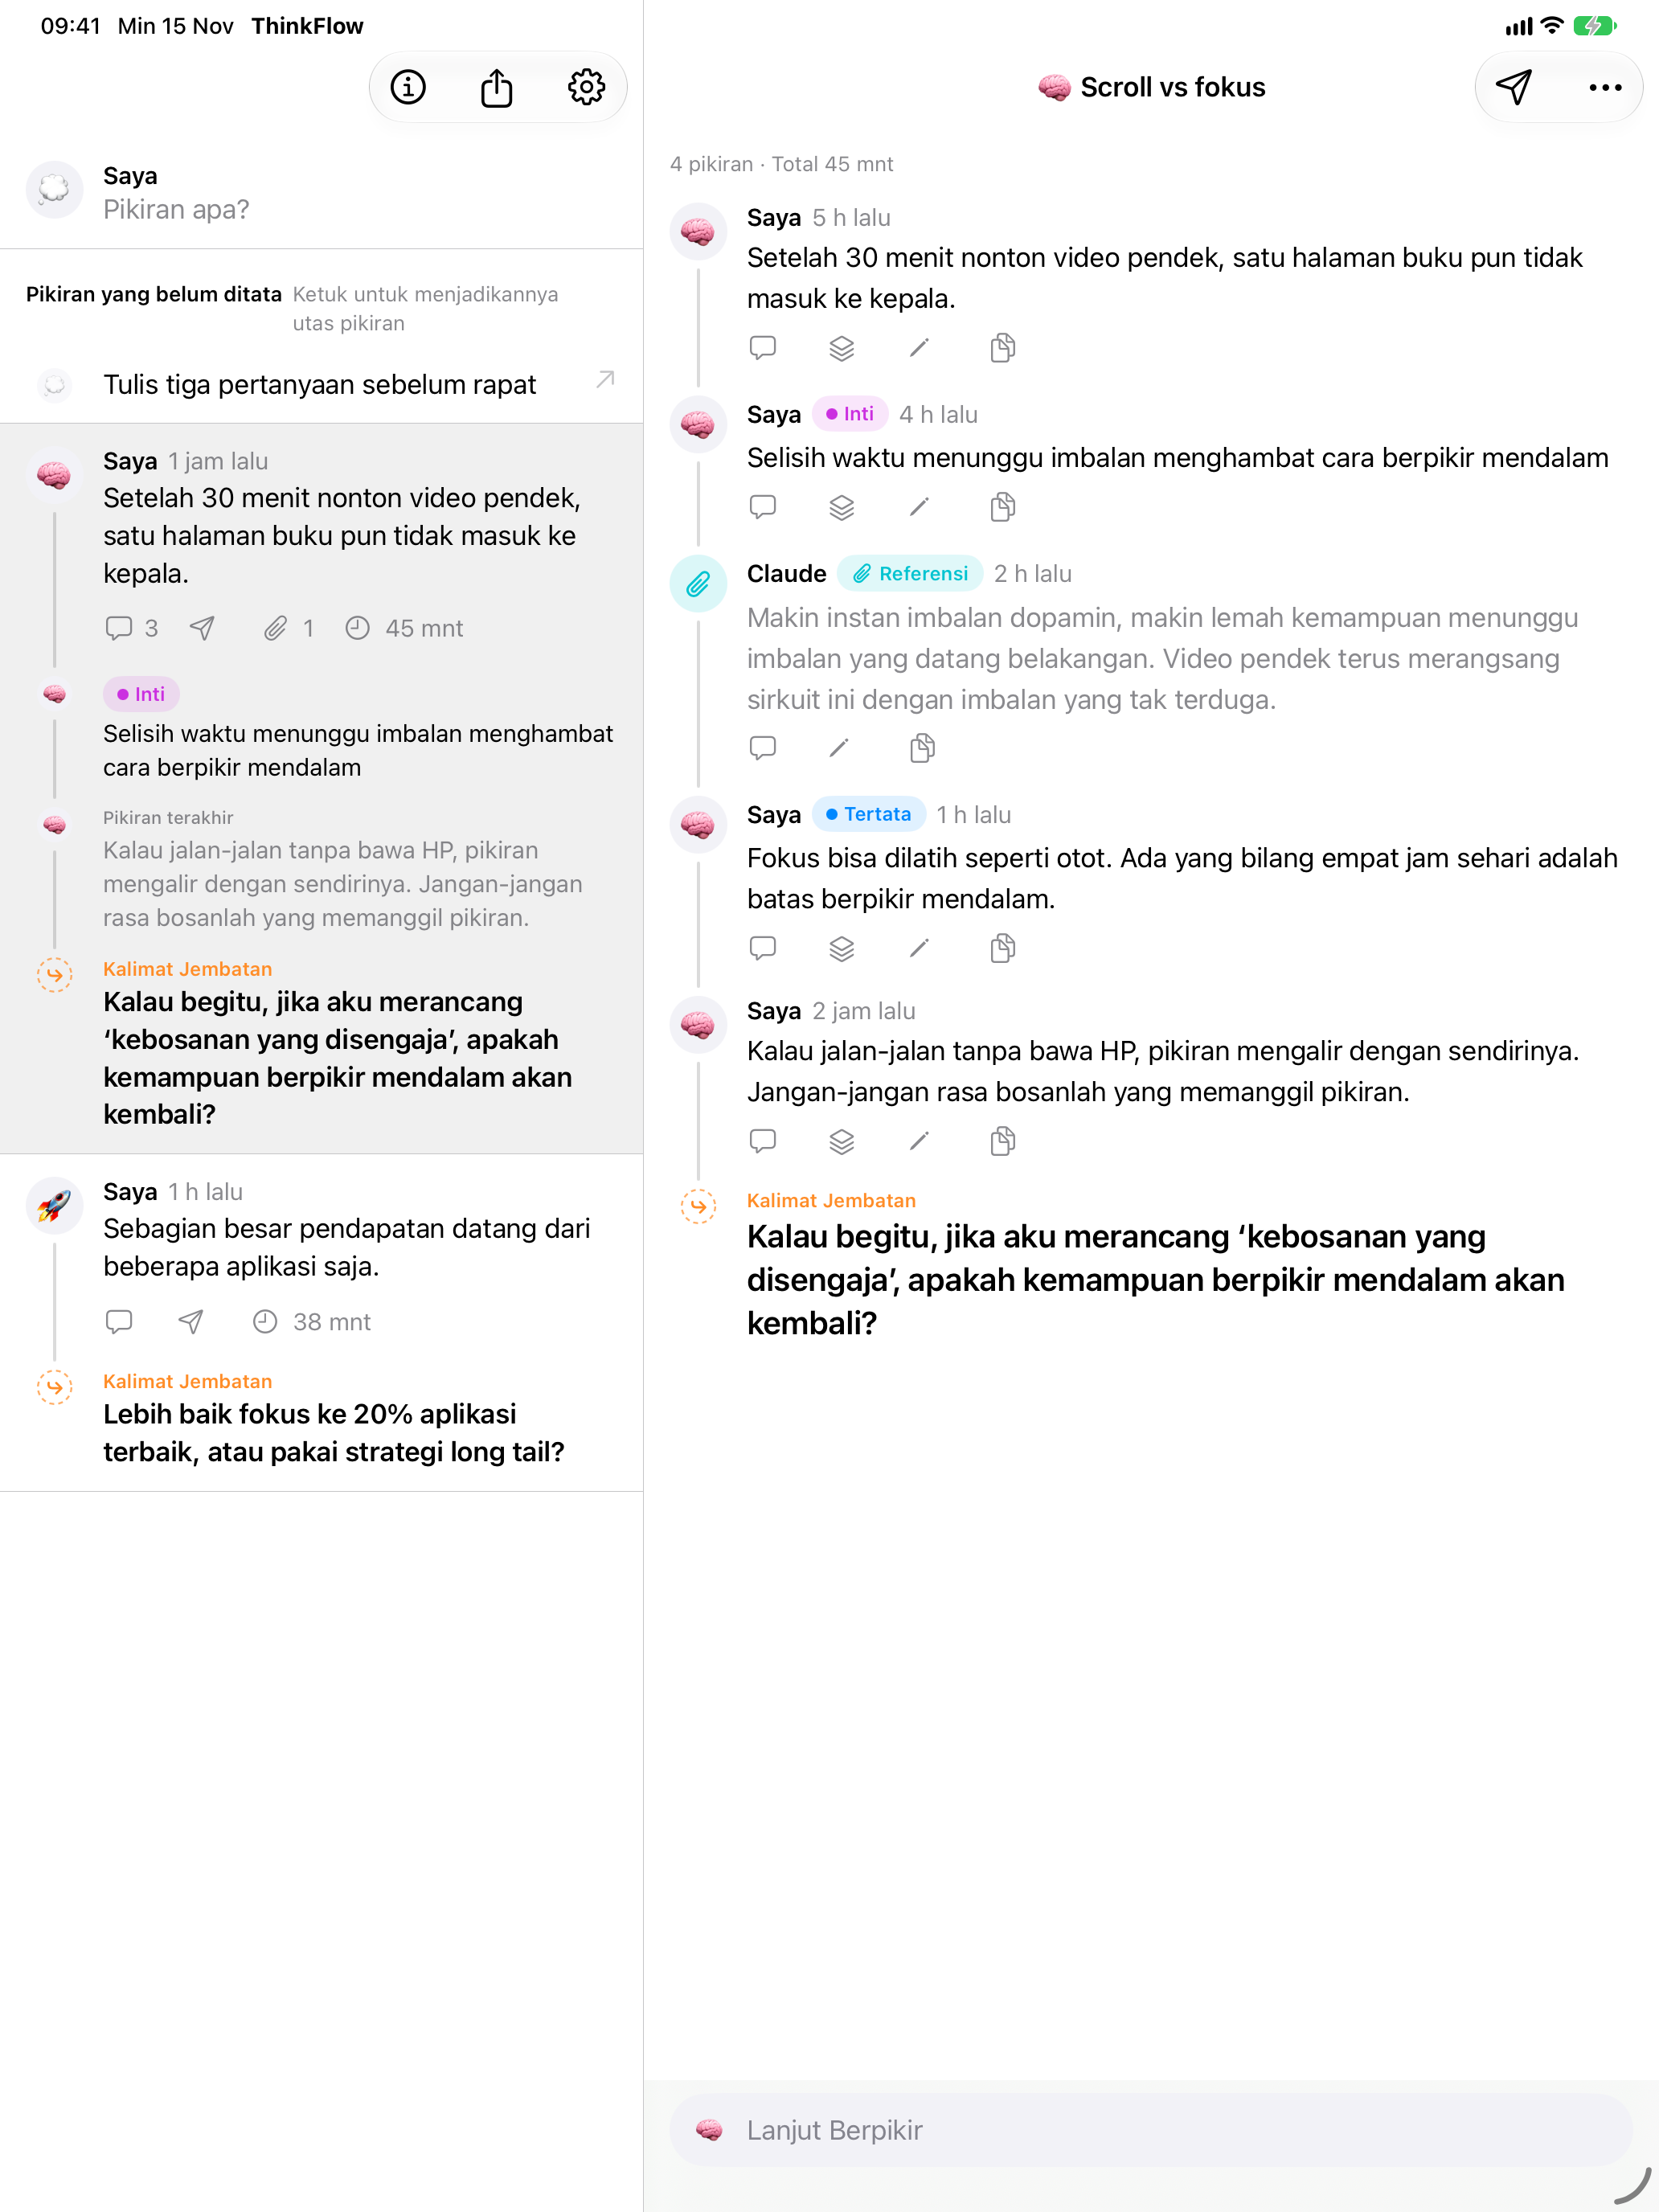 09:41 Min 15 Nov ThinkFlow
Saya
Pikiran apa?
Pikiran yang belum ditata Ketuk untuk menjadikannya
utas pikiran
Tulis tiga pertanyaan sebelum rapat
Saya 1 jam lalu
Setelah 30 menit nonton video pendek,
satu halaman buku pun tidak masuk ke
kepala.
3 1 45 mnt
Inti
Selisih waktu menunggu imbalan menghambat
cara berpikir mendalam
Pikiran terakhir
Kalau jalan-jalan tanpa bawa HP, pikiran
mengalir dengan sendirinya. Jangan-jangan
rasa bosanlah yang memanggil pikiran.
Kalimat Jembatan
Kalau begitu, jika aku merancang
‘kebosanan yang disengaja’, apakah
kemampuan berpikir mendalam akan
kembali?
Saya 1 h lalu
Sebagian besar pendapatan datang dari
beberapa aplikasi saja.
38 mnt
Kalimat Jembatan
Lebih baik fokus ke 20% aplikasi
terbaik, atau pakai strategi long tail?
Scroll vs fokus
4 pikiran · Total 45 mnt
Saya 5 h lalu
Setelah 30 menit nonton video pendek, satu halaman buku pun tidak
masuk ke kepala.
Saya Inti 4 h lalu
Selisih waktu menunggu imbalan menghambat cara berpikir mendalam
Claude Referensi 2 h lalu
Makin instan imbalan dopamin, makin lemah kemampuan menunggu
imbalan yang datang belakangan. Video pendek terus merangsang
sirkuit ini dengan imbalan yang tak terduga.
Saya Tertata 1 h lalu
Fokus bisa dilatih seperti otot. Ada yang bilang empat jam sehari adalah
batas berpikir mendalam.
Saya 2 jam lalu
Kalau jalan-jalan tanpa bawa HP, pikiran mengalir dengan sendirinya.
Jangan-jangan rasa bosanlah yang memanggil pikiran.
Kalimat Jembatan
Kalau begitu, jika aku merancang ‘kebosanan yang
disengaja’, apakah kemampuan berpikir mendalam akan
kembali?
Lanjut Berpikir